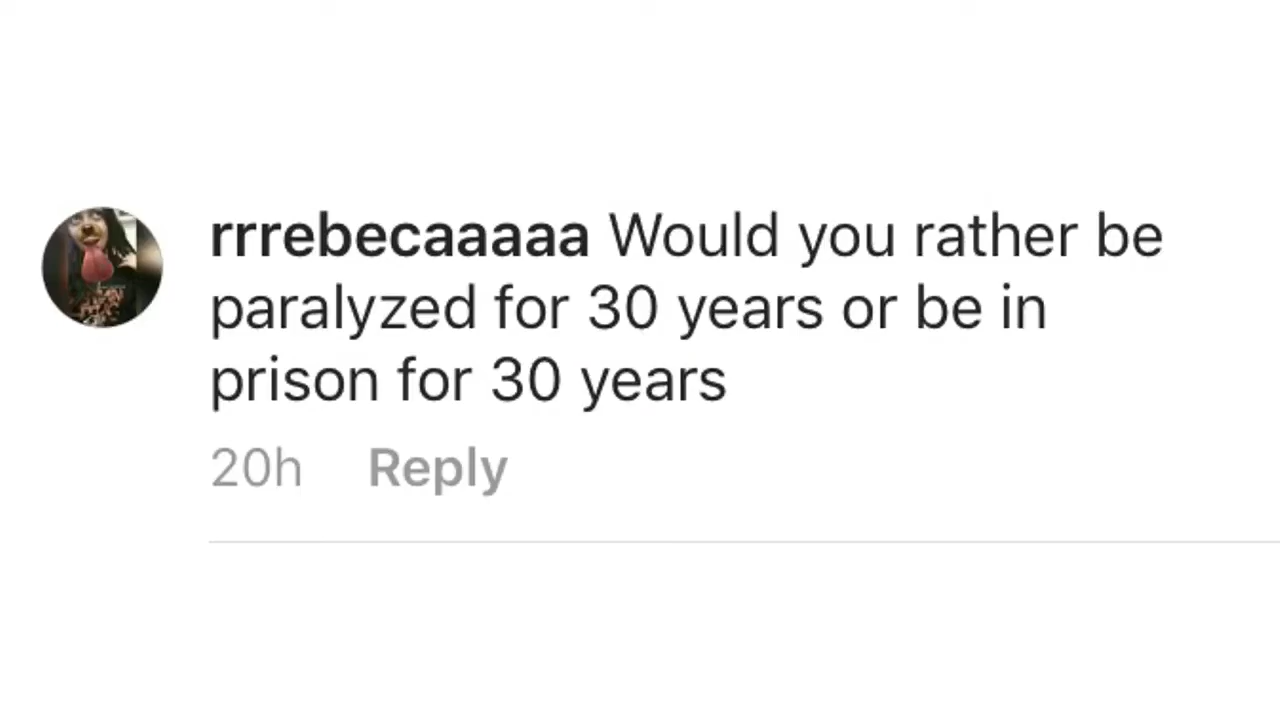 rrrebecaaaaa Would you rather be
paralyzed for 30 years or be in
prison for 30 years
20h Reply